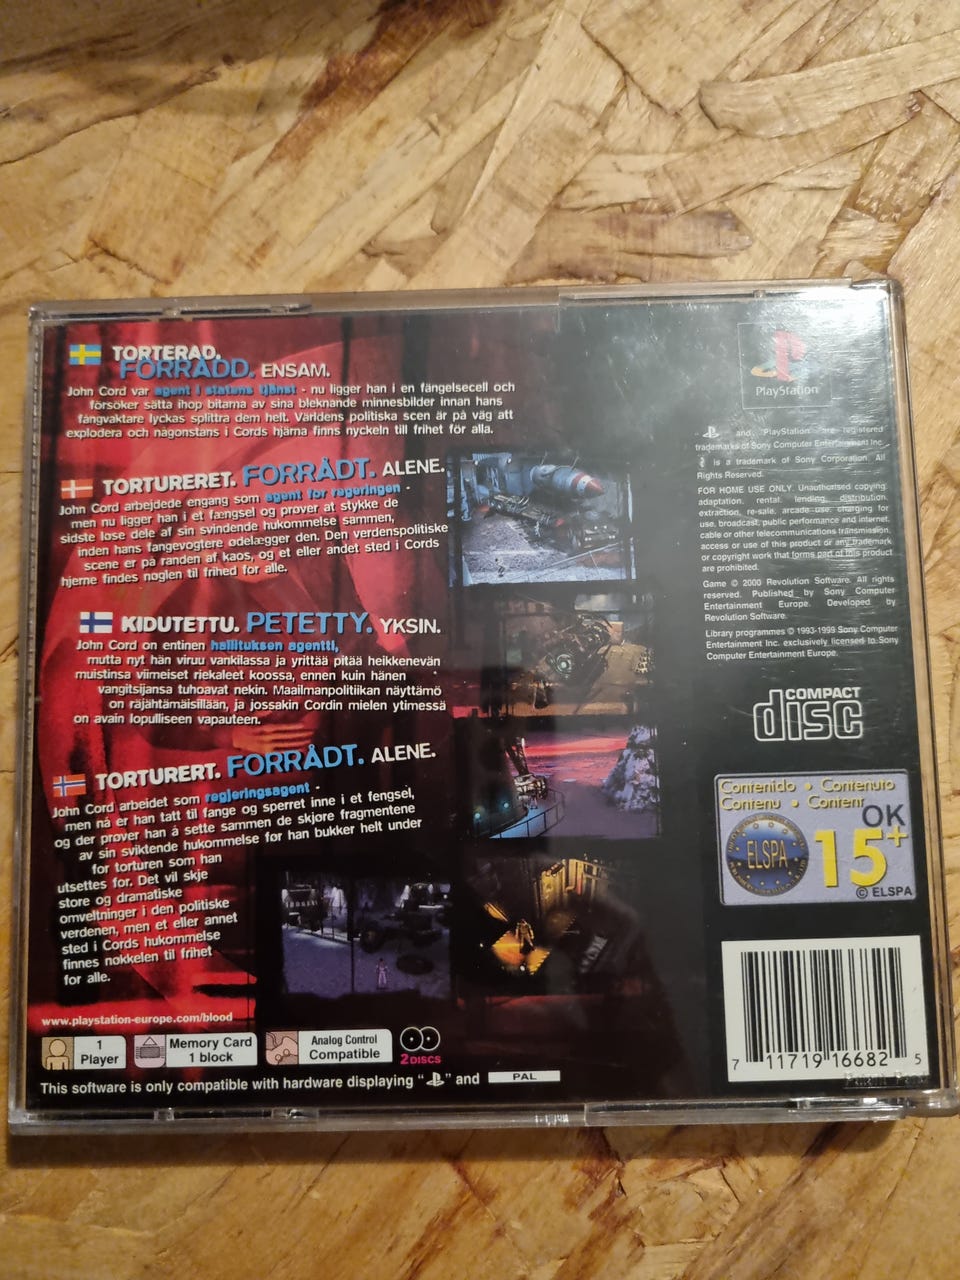 TORTERAD.
FÖRRÅDD. ENSAM.
John Cord var agent i statens tjänst - nu ligger han i en fängelsecell och
försöker sätta ihop bitarna av sina bleknande minnesbilder innan hans
fångvaktare lyckas splittra dem helt. Världens politiska scen är på väg att
explodera och någonstans i Cords hjärna finns nyckeln till frihet för alla.
TORTURERET. FORRÅDT. ALENE.
John Cord arbejdede engang som agent for regeringen -
men nu ligger han i et fængsel og prøver at stykke de
sidste løse dele af sin svindende hukommelse sammen,
inden hans fangevogtere ødelægger den. Den verdenspolitiske
scene er på randen af kaos, og et eller andet sted i Cords
hjerne findes nøglen til frihed for alle.
KIDUTETTU. PETETTY. YKSIN.
John Cord on entinen hallituksen agentti,
mutta nyt hän viruu vankilassa ja yrittää pitää heikkenevän
muistinsa viimeiset riekaleet koossa, ennen kuin hänen
vangitsijansa tuhoavat nekin. Maailmanpolitiikan näyttämö
on räjähtämäisillään, ja jossakin Cordin mielen ytimessä
on avain lopulliseen vapauteen.
TORTURERT. FORRÅDT. ALENE.
John Cord arbeidet som regjeringsagent -
men nå er han tatt til fange og sperret inne i et fengsel,
og der prøver han å sette sammen de skjøre fragmentene
av sin sviktende hukommelse før han bukker helt under
for torturen som han
utsettes for. Det vil skje
store og dramatiske
omveltninger i den politiske
verdenen, men et eller annet
sted i Cords hukommelse
finnes nøkkelen til frihet
for alle.
www.playstation-europe.com/blood
1
Player
Memory Card
1 block
Analog Control
Compatible
2 DISCS
This software is only compatible with hardware displaying " " and PAL
PlayStation
and PlayStation are registered
trademarks of Sony Computer Entertainment Inc.
is a trademark of Sony Corporation. All
Rights Reserved.
FOR HOME USE ONLY. Unauthorised copying,
adaptation, rental, lending, distribution,
extraction, re-sale, arcade use, charging for
use, broadcast, public performance and internet,
cable or other telecommunications transmission,
access or use of this product or any trademark
or copyright work that forms part of this product
are prohibited.
Game © 2000 Revolution Software. All rights
reserved. Published by Sony Computer
Entertainment Europe. Developed by
Revolution Software.
Library programmes © 1993-1999 Sony Computer
Entertainment Inc. exclusively licensed to Sony
Computer Entertainment Europe.
COMPACT
disc
Contenido • Contenuto
Contenu • Content
OK
ELSPA
15+
© ELSPA
7 11719 16682 5